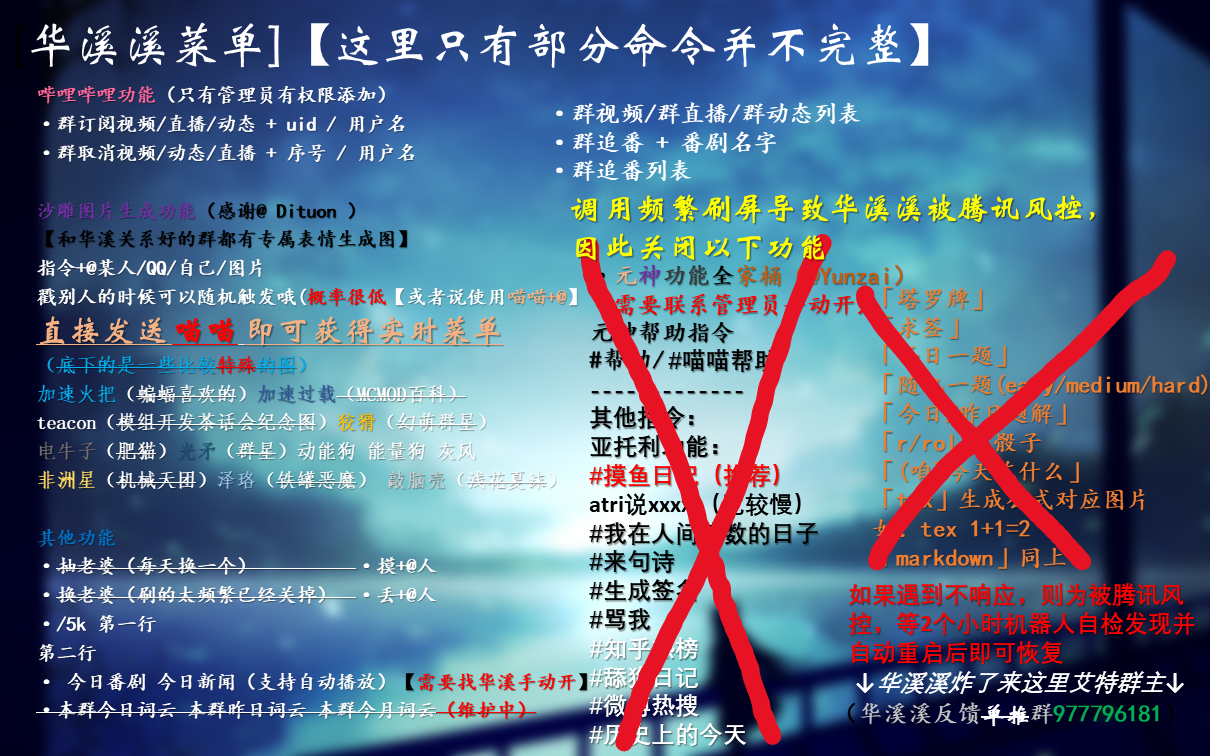 [华溪溪菜单]【这里只有部分命令并不完整】
哔哩哔哩功能（只有管理员有权限添加）
·群订阅视频/直播/动态 + uid / 用户名
·群取消视频/动态/直播 + 序号 / 用户名
·群视频/群直播/群动态列表
·群追番 + 番剧名字
·群追番列表
沙雕图片生成功能（感谢@ Dituon ）
【和华溪关系好的群都有专属表情生成图】
指令+@某人/QQ/自己/图片
戳别人的时候可以随机触发哦(概率很低【或者说使用喵喵+@】
直接发送 喵喵 即可获得实时菜单
（底下的是一些比较特殊的图）
加速火把（蝙蝠喜欢的）加速过载（MCMOD百科）
teacon（模组开发茶话会纪念图）狡猾（幻萌群星）
电牛子（肥猫）光矛（群星）动能狗 能量狗 灰风
非洲星（机械天团）泽珞（铁罐恶魔） 敲脑壳（浅花夏殊）
其他功能
·抽老婆（每天换一个） ·摸+@人
·换老婆（刷的太频繁已经关掉） ·丢+@人
·/5k 第一行
第二行
· 今日番剧 今日新闻（支持自动播放）【需要找华溪手动开】
·本群今日词云 本群昨日词云 本群今月词云（维护中）
调用频繁刷屏导致华溪溪被腾讯风控，
因此关闭以下功能
·元神功能全家桶（@Yunzai）
需要联系管理员手动开
元神帮助指令
#帮助/#喵喵帮助
--------------
其他指令：
亚托利功能：
#摸鱼日记（推荐）
atri说xxxx（比较慢）
#我在人间凑数的日子
#来句诗
#生成签名
#骂我
#知乎热榜
#舔狗日记
#微博热搜
#历史上的今天
「塔罗牌」
「求签」
「每日一题」
「随机一题(easy/medium/hard)
「今日/昨日题解」
「r/roll」骰子
「(咱)今天吃什么」
「tex」生成公式对应图片
如：tex 1+1=2
「markdown」同上
如果遇到不响应，则为被腾讯风
控，等2个小时机器人自检发现并
自动重启后即可恢复
↓华溪溪炸了来这里艾特群主↓
（华溪溪反馈单推群977796181）